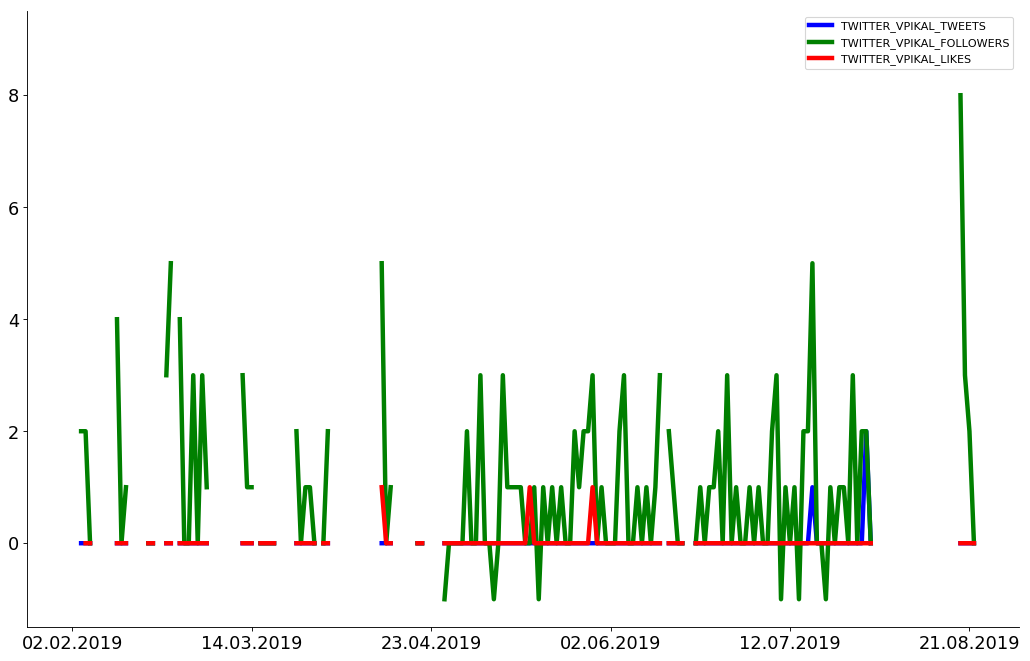 TWITTER_VPIKAL_TWEETS
TWITTER_VPIKAL_FOLLOWERS
TWITTER_VPIKAL_LIKES
8
6
4
2
0
02.02.2019 14.03.2019 23.04.2019 02.06.2019 12.07.2019 21.08.2019